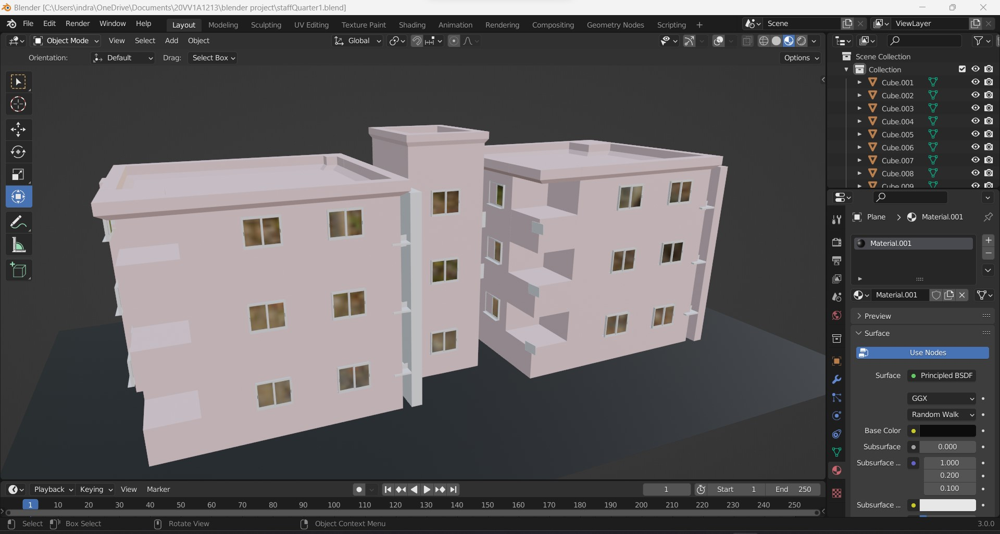 Blender [C:\Users\indra\OneDrive\Documents\20VV1A1213\blender project\staffQuarter1.blend]
File Edit Render Window Help Layout Modeling Sculpting UV Editing Texture Paint Shading Animation Rendering Compositing Geometry Nodes Scripting + Scene ViewLayer
Object Mode View Select Add Object Global
Orientation: Default Drag: Select Box Options
Scene Collection
Collection
Cube.001
Cube.002
Cube.003
Cube.004
Cube.005
Cube.006
Cube.007
Cube.008
Cube.009
Plane > Material.001
Material.001
Material.001
Preview
Surface
Use Nodes
Surface Principled BSDF
GGX
Random Walk
Base Color
Subsurface 0.000
Subsurface ... 1.000
0.200
0.100
Subsurface ...
Playback Keying View Marker 1 Start 1 End 250
1 10 20 30 40 50 60 70 80 90 100 110 120 130 140 150 160 170 180 190 200 210 220 230 240 250
Select Box Select Rotate View Object Context Menu 3.0.0